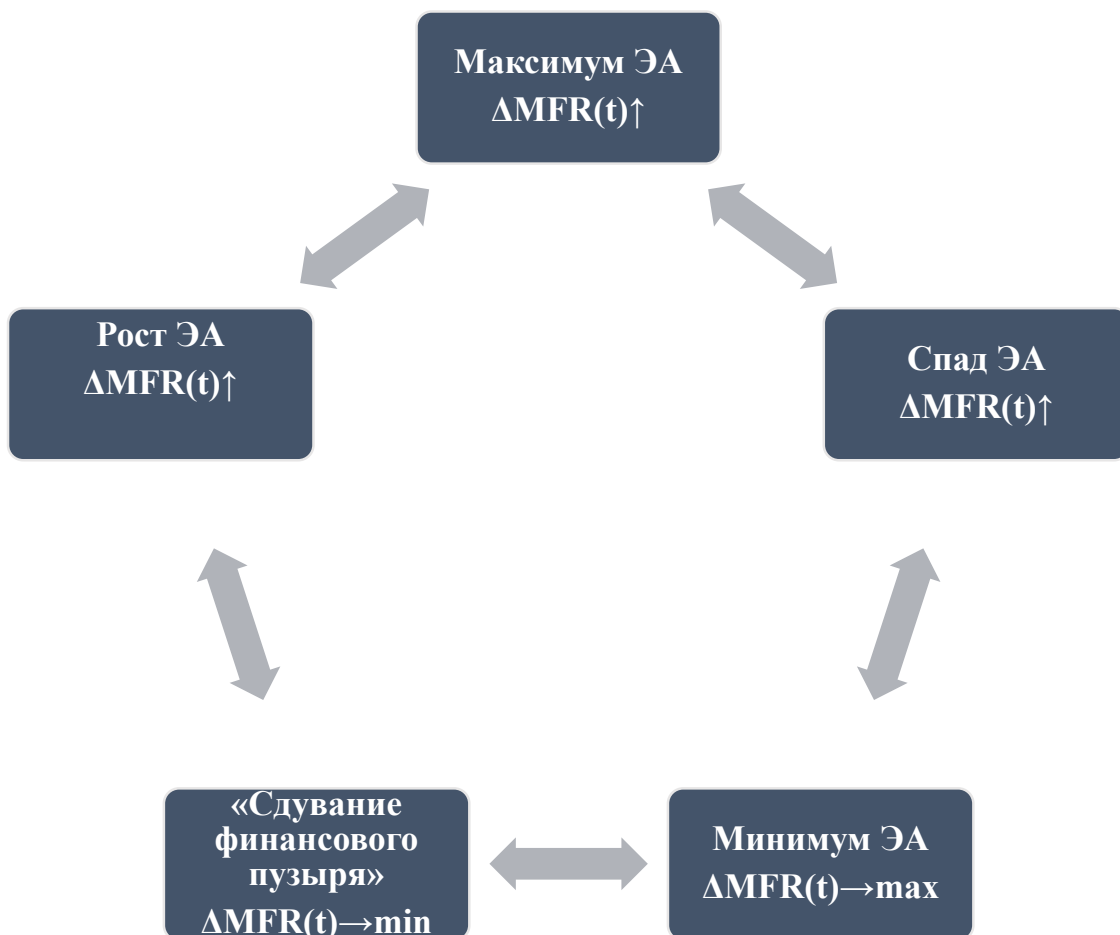 Максимум ЭА
ΔMFR(t)↑
Рост ЭА
ΔMFR(t)↑
Спад ЭА
ΔMFR(t)↑
«Сдувание
финансового
пузыря»
ΔMFR(t)→min
Минимум ЭА
ΔMFR(t)→max